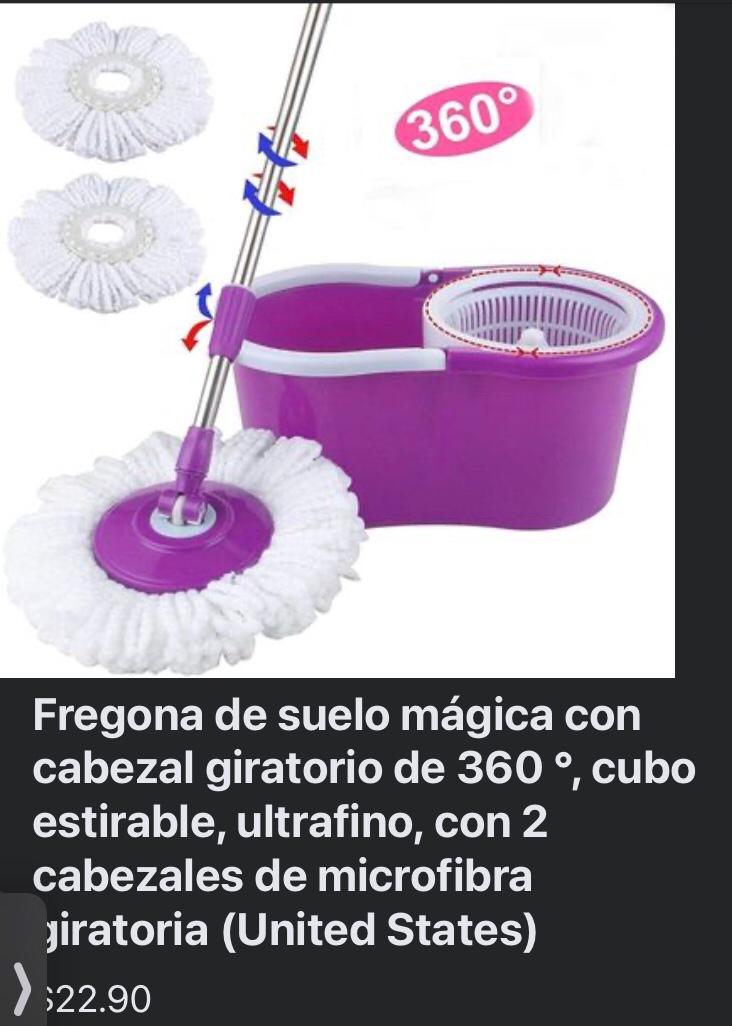 360°
Fregona de suelo mágica con
cabezal giratorio de 360 °, cubo
estirable, ultrafino, con 2
cabezales de microfibra
giratoria (United States)
$22.90